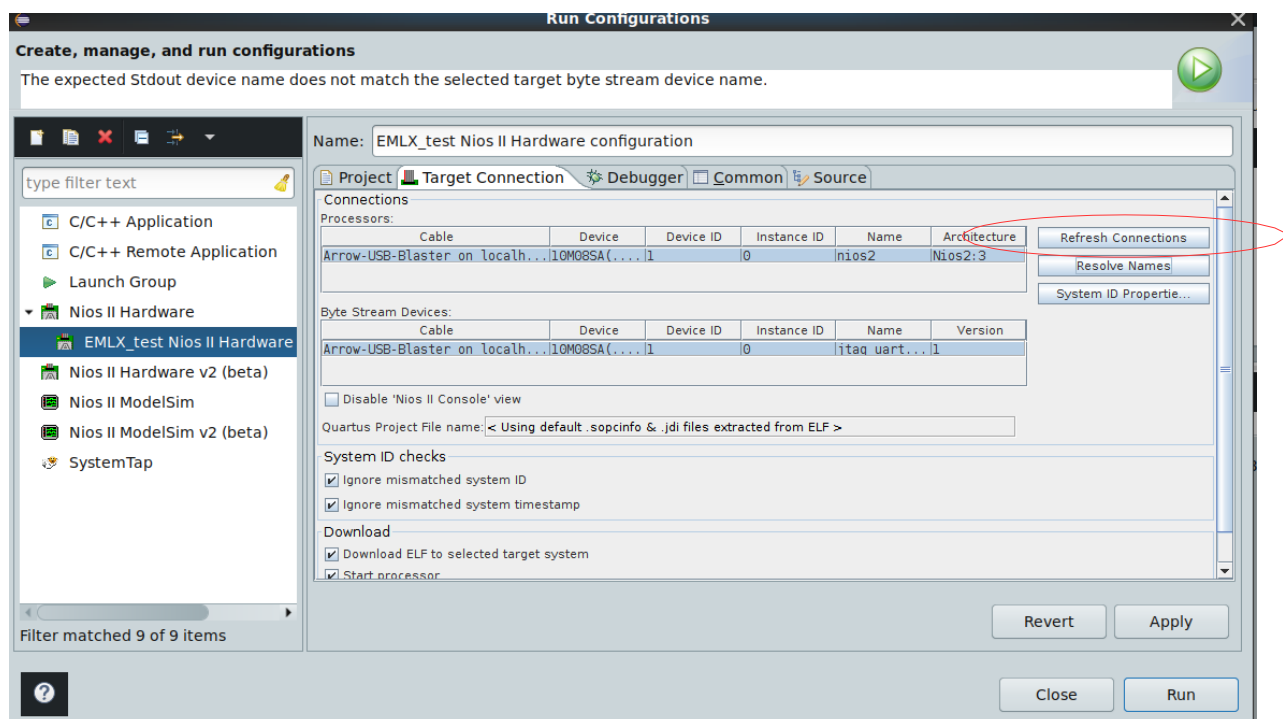 Run Configurations
Create, manage, and run configurations
The expected Stdout device name does not match the selected target byte stream device name.
type filter text
C/C++ Application
C/C++ Remote Application
Launch Group
Nios II Hardware
EMLX_test Nios II Hardware
Nios II Hardware v2 (beta)
Nios II ModelSim
Nios II ModelSim v2 (beta)
SystemTap
Filter matched 9 of 9 items
Name: EMLX_test Nios II Hardware configuration
Project Target Connection Debugger Common Source
Connections
Processors:
Cable Device Device ID Instance ID Name Architecture
Arrow-USB-Blaster on localh... 10M08SA(.... 1 0 nios2 Nios2:3
Refresh Connections
Resolve Names
System ID Propertie...
Byte Stream Devices:
Cable Device Device ID Instance ID Name Version
Arrow-USB-Blaster on localh... 10M08SA(.... 1 0 jtag_uart... 1
Disable 'Nios II Console' view
Quartus Project File name: < Using default .sopcinfo & .jdi files extracted from ELF >
System ID checks
Ignore mismatched system ID
Ignore mismatched system timestamp
Download
Download ELF to selected target system
Start processor
Revert Apply
Close Run